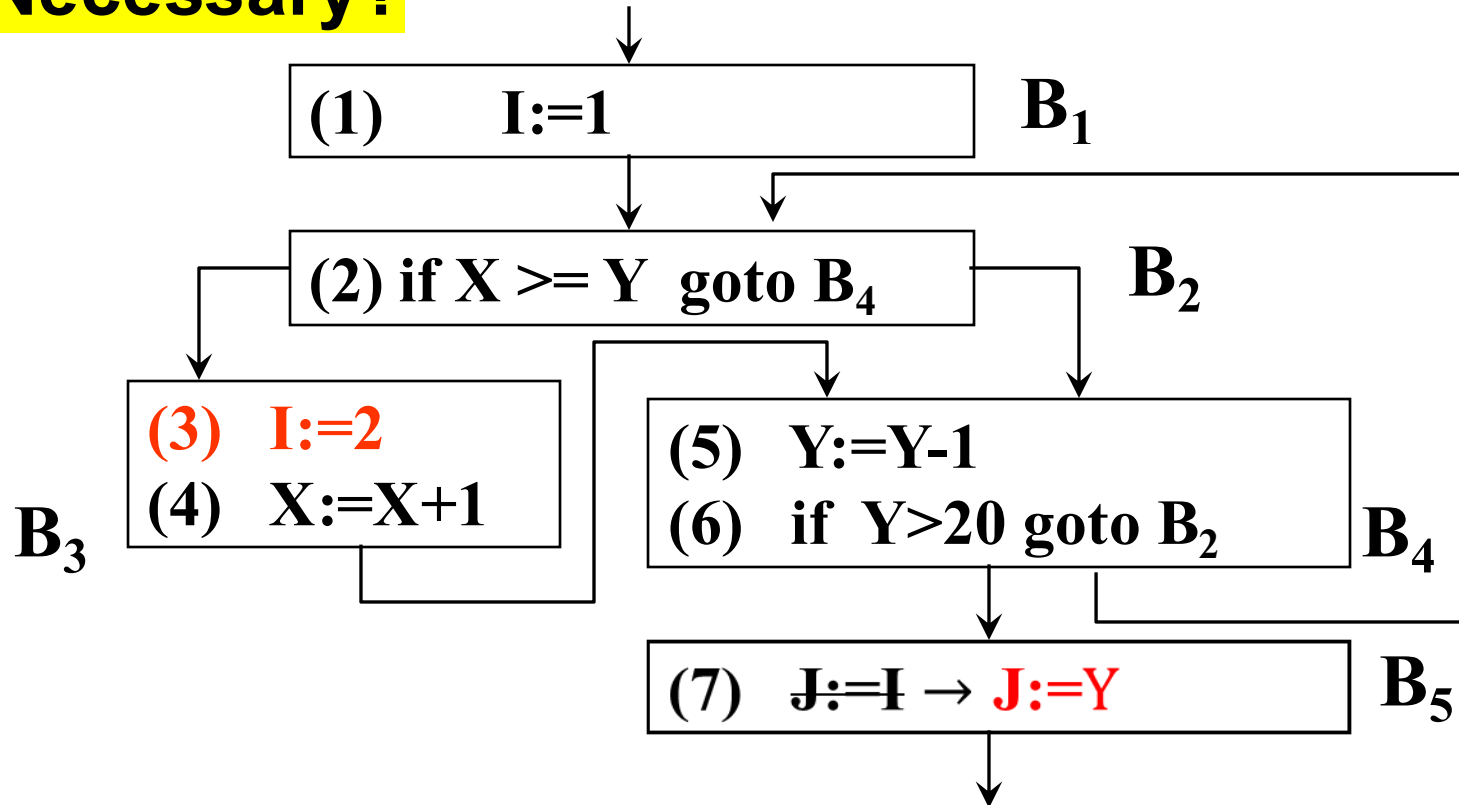 Necessary?
(1) I:=1
B₁
(2) if X >= Y goto B₄
B₂
(3) I:=2
(4) X:=X+1
B₃
(5) Y:=Y-1
(6) if Y>20 goto B₂
B₄
(7) J:=I → J:=Y
B₅